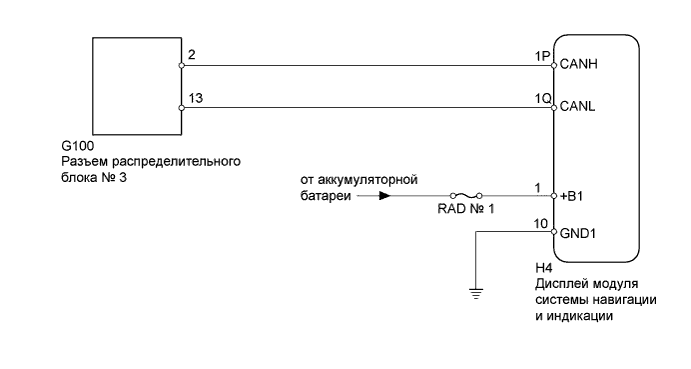 2
1P
CANH
13
1Q
CANL
G100
Разъем распределительного
блока № 3
от аккумуляторной
батареи
RAD № 1
1
+B1
10
GND1
H4
Дисплей модуля
системы навигации
и индикации